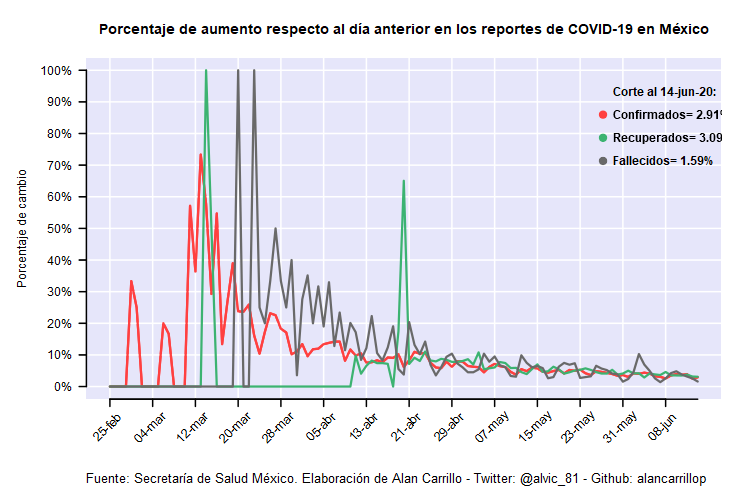 Porcentaje de aumento respecto al día anterior en los reportes de COVID-19 en México
Corte al 14-jun-20:
Confirmados= 2.91%
Recuperados= 3.09
Fallecidos= 1.59%
Porcentaje de cambio
100%
90%
80%
70%
60%
50%
40%
30%
20%
10%
0%
25-feb
04-mar
12-mar
20-mar
28-mar
05-abr
13-abr
21-abr
29-abr
07-may
15-may
23-may
31-may
08-jun
Fuente: Secretaría de Salud México. Elaboración de Alan Carrillo - Twitter: @alvic_81 - Github: alancarrillop